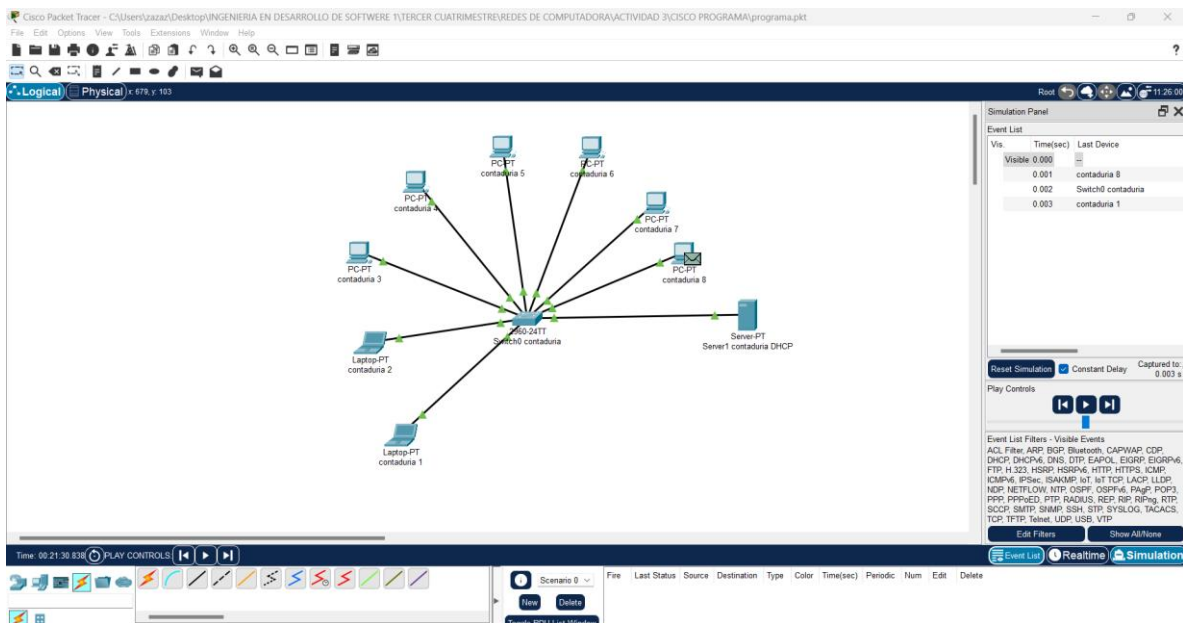 Cisco Packet Tracer - C:\Users\zazaz\Desktop\INGENIERIA EN DESARROLLO DE SOFTWERE 1\TERCER CUATRIMESTRE\REDES DE COMPUTADORA\ACTIVIDAD 3\CISCO PROGRAMA\programa.pkt
File Edit Options View Tools Extensions Window Help
?
Logical Physical x: 679, y: 103
Root 11:26:00
PC-PT
contaduria 5
PC-PT
contaduria 6
PC-PT
contaduria 4
PC-PT
contaduria 7
PC-PT
contaduria 3
PC-PT
contaduria 8
2960-24TT
Switch0 contaduria
Server-PT
Server1 contaduria DHCP
Laptop-PT
contaduria 2
Laptop-PT
contaduria 1
Simulation Panel
Event List
Vis. Time(sec) Last Device
Visible 0.000 --
0.001 contaduria 8
0.002 Switch0 contaduria
0.003 contaduria 1
Reset Simulation Constant Delay Captured to:
0.003 s
Play Controls
Event List Filters - Visible Events
ACL Filter, ARP, BGP, Bluetooth, CAPWAP, CDP,
DHCP, DHCPv6, DNS, DTP, EAPOL, EIGRP, EIGRPv6,
FTP, H.323, HSRP, HSRPv6, HTTP, HTTPS, ICMP,
ICMPv6, IPSec, ISAKMP, IoT, IoT TCP, LACP, LLDP,
NDP, NETFLOW, NTP, OSPF, OSPFv6, PAgP, POP3,
PPP, PPPoED, PTP, RADIUS, REP, RIP, RIPng, RTP,
SCCP, SMTP, SNMP, SSH, STP, SYSLOG, TACACS,
TCP, TFTP, Telnet, UDP, USB, VTP
Edit Filters Show All/None
Time: 00:21:30.838 PLAY CONTROLS:
Event List Realtime Simulation
Scenario 0
New Delete
Toggle PDU List Window
Fire Last Status Source Destination Type Color Time(sec) Periodic Num Edit Delete